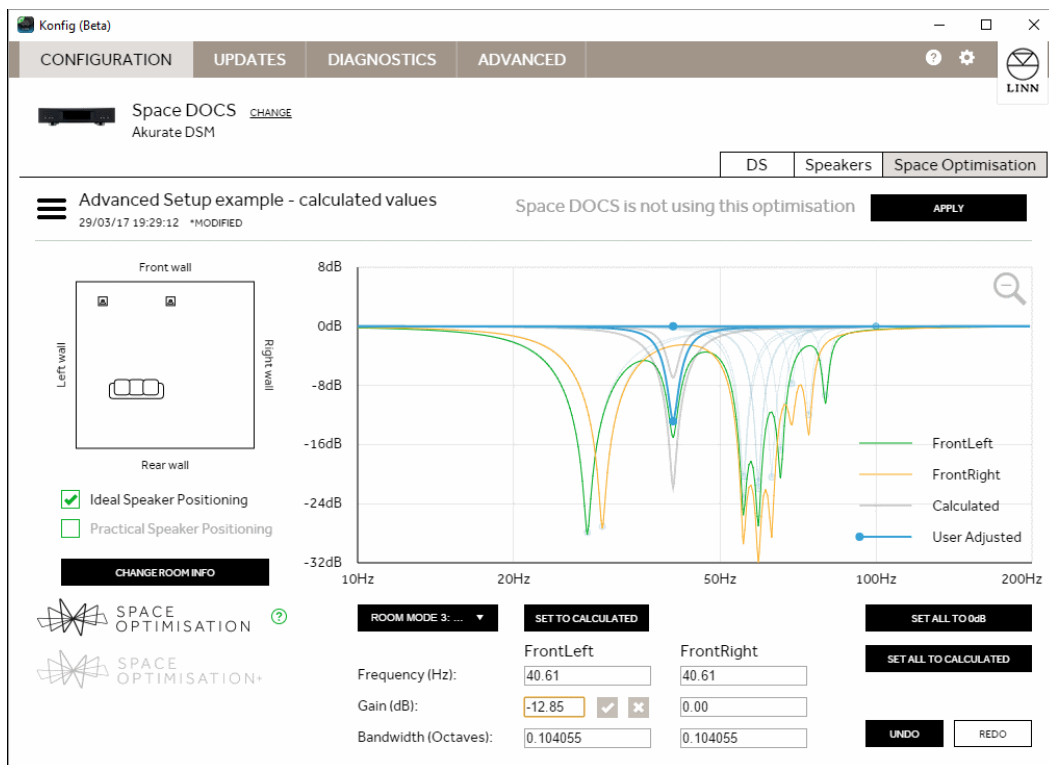 Konfig (Beta)
CONFIGURATION UPDATES DIAGNOSTICS ADVANCED ?
LINN
Space DOCS CHANGE
Akurate DSM
DS Speakers Space Optimisation
Advanced Setup example - calculated values
29/03/17 19:29:12 *MODIFIED
Space DOCS is not using this optimisation APPLY
Front wall
Left wall
Right wall
Rear wall
Ideal Speaker Positioning
Practical Speaker Positioning
CHANGE ROOM INFO
SPACE
OPTIMISATION ?
SPACE
OPTIMISATION+
8dB
0dB
-8dB
-16dB
-24dB
-32dB
10Hz 20Hz 50Hz 100Hz 200Hz
FrontLeft
FrontRight
Calculated
User Adjusted
ROOM MODE 3: ... SET TO CALCULATED SET ALL TO 0dB
SET ALL TO CALCULATED
FrontLeft FrontRight
Frequency (Hz): 40.61 40.61
Gain (dB): -12.85 0.00
Bandwidth (Octaves): 0.104055 0.104055
UNDO REDO